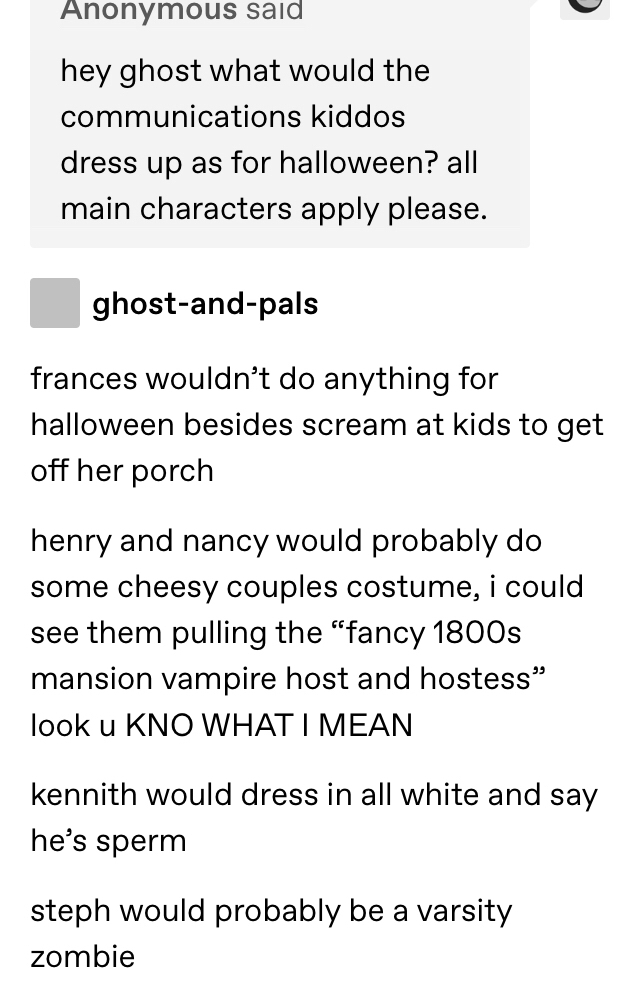 Anonymous said
hey ghost what would the
communications kiddos
dress up as for halloween? all
main characters apply please.
ghost-and-pals
frances wouldn’t do anything for
halloween besides scream at kids to get
off her porch
henry and nancy would probably do
some cheesy couples costume, i could
see them pulling the “fancy 1800s
mansion vampire host and hostess”
look u KNO WHAT I MEAN
kennith would dress in all white and say
he’s sperm
steph would probably be a varsity
zombie